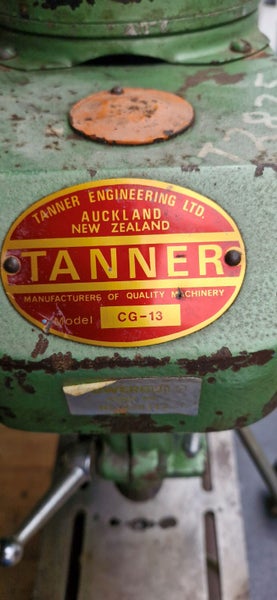 TANNER ENGINEERING LTD.
AUCKLAND
NEW ZEALAND
TANNER
MANUFACTURERS OF QUALITY MACHINERY
Model CG-13